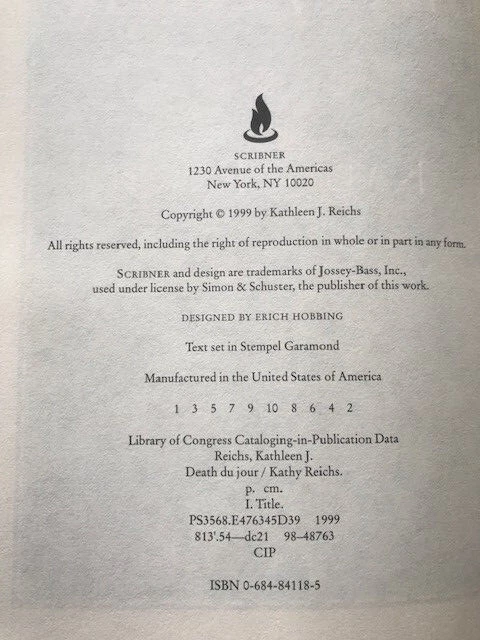 SCRIBNER
1230 Avenue of the Americas
New York, NY 10020
Copyright © 1999 by Kathleen J. Reichs
All rights reserved, including the right of reproduction in whole or in part in any form.
SCRIBNER and design are trademarks of Jossey-Bass, Inc.,
used under license by Simon & Schuster, the publisher of this work.
DESIGNED BY ERICH HOBBING
Text set in Stempel Garamond
Manufactured in the United States of America
1 3 5 7 9 10 8 6 4 2
Library of Congress Cataloging-in-Publication Data
Reichs, Kathleen J.
Death du jour / Kathy Reichs.
p. cm.
I. Title.
PS3568.E476345D39 1999
813'.54—dc21 98-48763
CIP
ISBN 0-684-84118-5